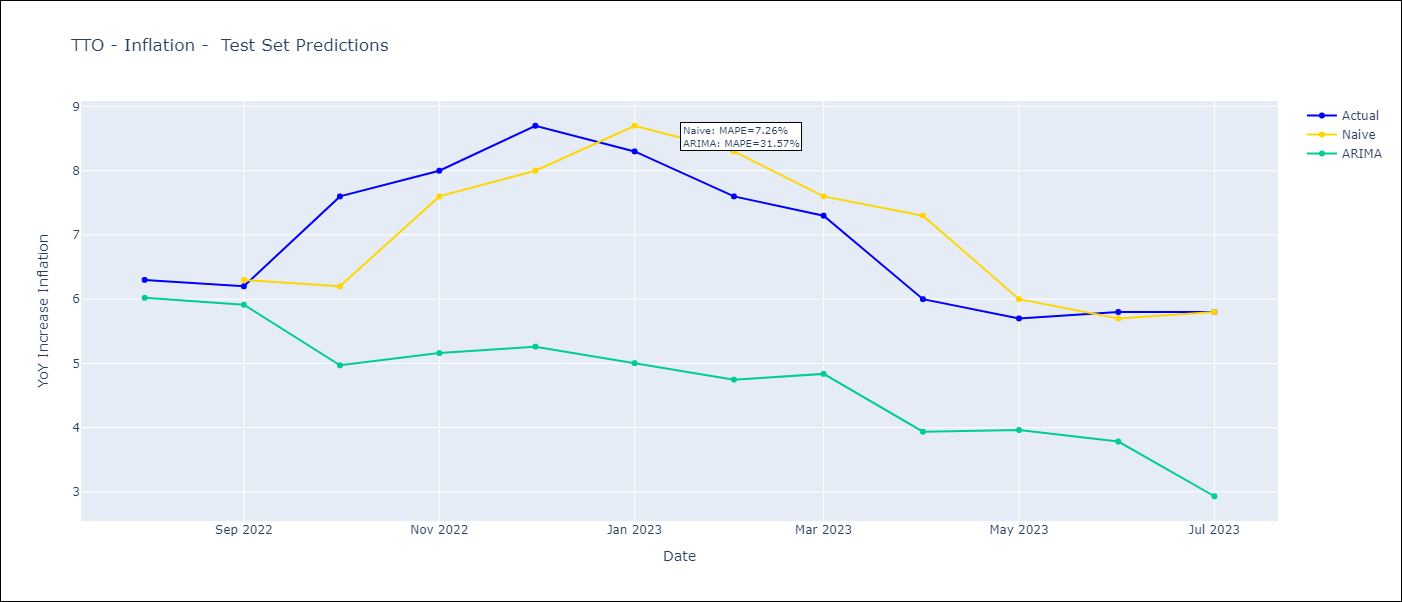 TTO - Inflation -  Test Set Predictions
9
8
7
6
5
4
3
YoY Increase Inflation
Naive: MAPE=7.26%
ARIMA: MAPE=31.57%
Actual
Naive
ARIMA
Sep 2022
Nov 2022
Jan 2023
Mar 2023
May 2023
Jul 2023
Date